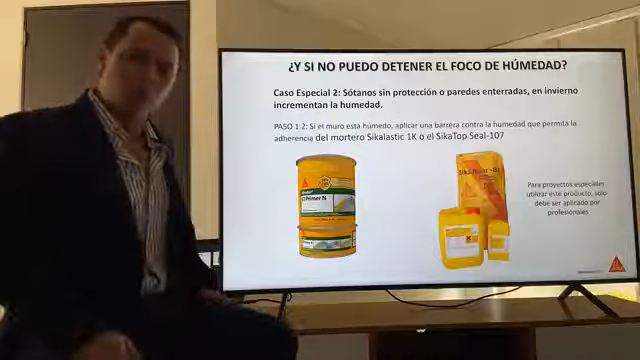 ¿Y SI NO PUEDO DETENER EL FOCO DE HÚMEDAD?
Caso Especial 2: Sótanos sin protección o paredes enterradas, en invierno
incrementan la humedad.
PASO 1.2: Si el muro esta húmedo, aplicar una barrera contra la humedad que permita la
adherencia del mortero Sikalastic 1K o el SikaTop Seal-107
Primer N
Para proyectos especiales
utilizar este producto, solo
debe ser aplicado por
profesionales